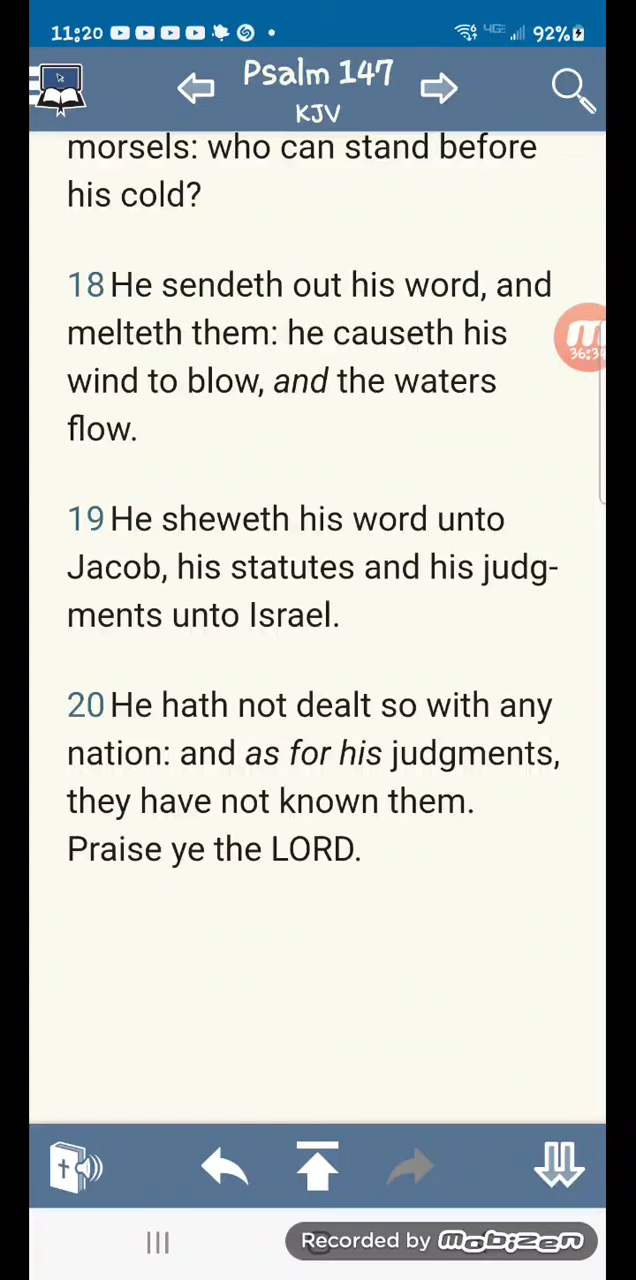 11:20 92%
Psalm 147
KJV
morsels: who can stand before
his cold?
18 He sendeth out his word, and
melteth them: he causeth his
wind to blow, and the waters
flow.
19 He sheweth his word unto
Jacob, his statutes and his judg-
ments unto Israel.
20 He hath not dealt so with any
nation: and as for his judgments,
they have not known them.
Praise ye the LORD.
Recorded by mobizen